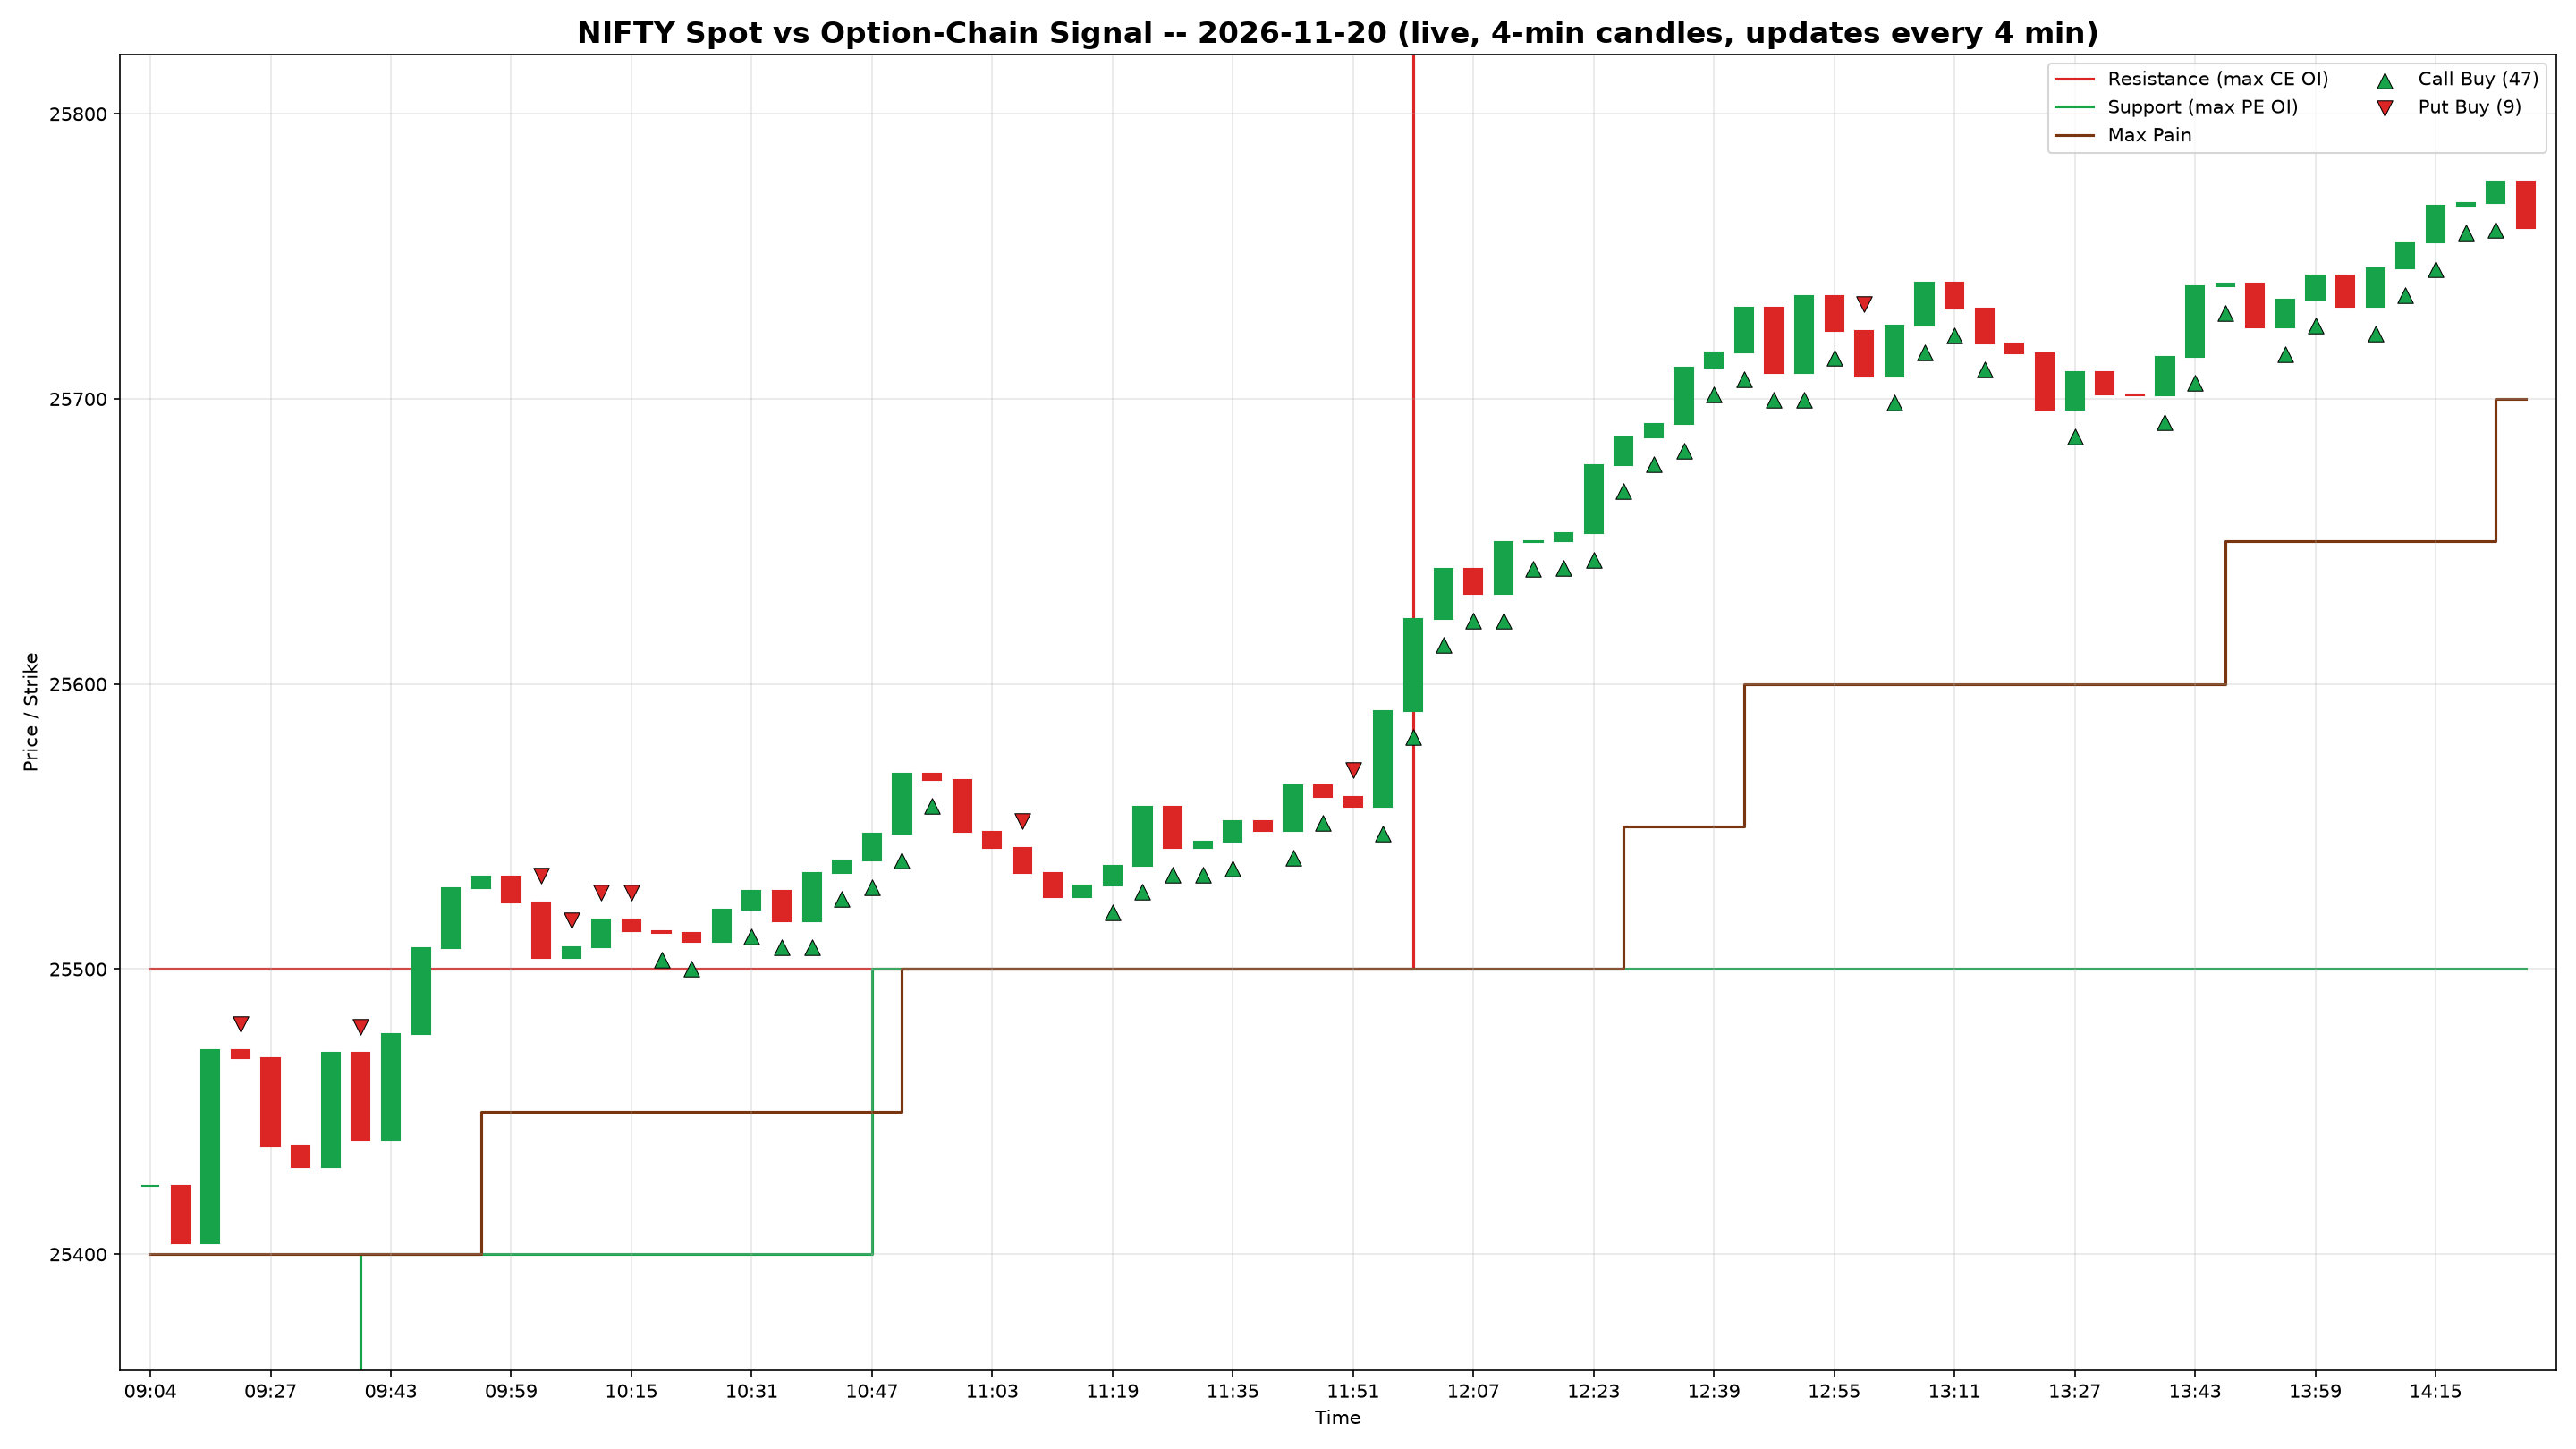 NIFTY Spot vs Option-Chain Signal -- 2026-11-20 (live, 4-min candles, updates every 4 min)
Resistance (max CE OI)
Support (max PE OI)
Max Pain
Call Buy (47)
Put Buy (9)
Price / Strike
25800
25700
25600
25500
25400
09:04 09:27 09:43 09:59 10:15 10:31 10:47 11:03 11:19 11:35 11:51 12:07 12:23 12:39 12:55 13:11 13:27 13:43 13:59 14:15
Time